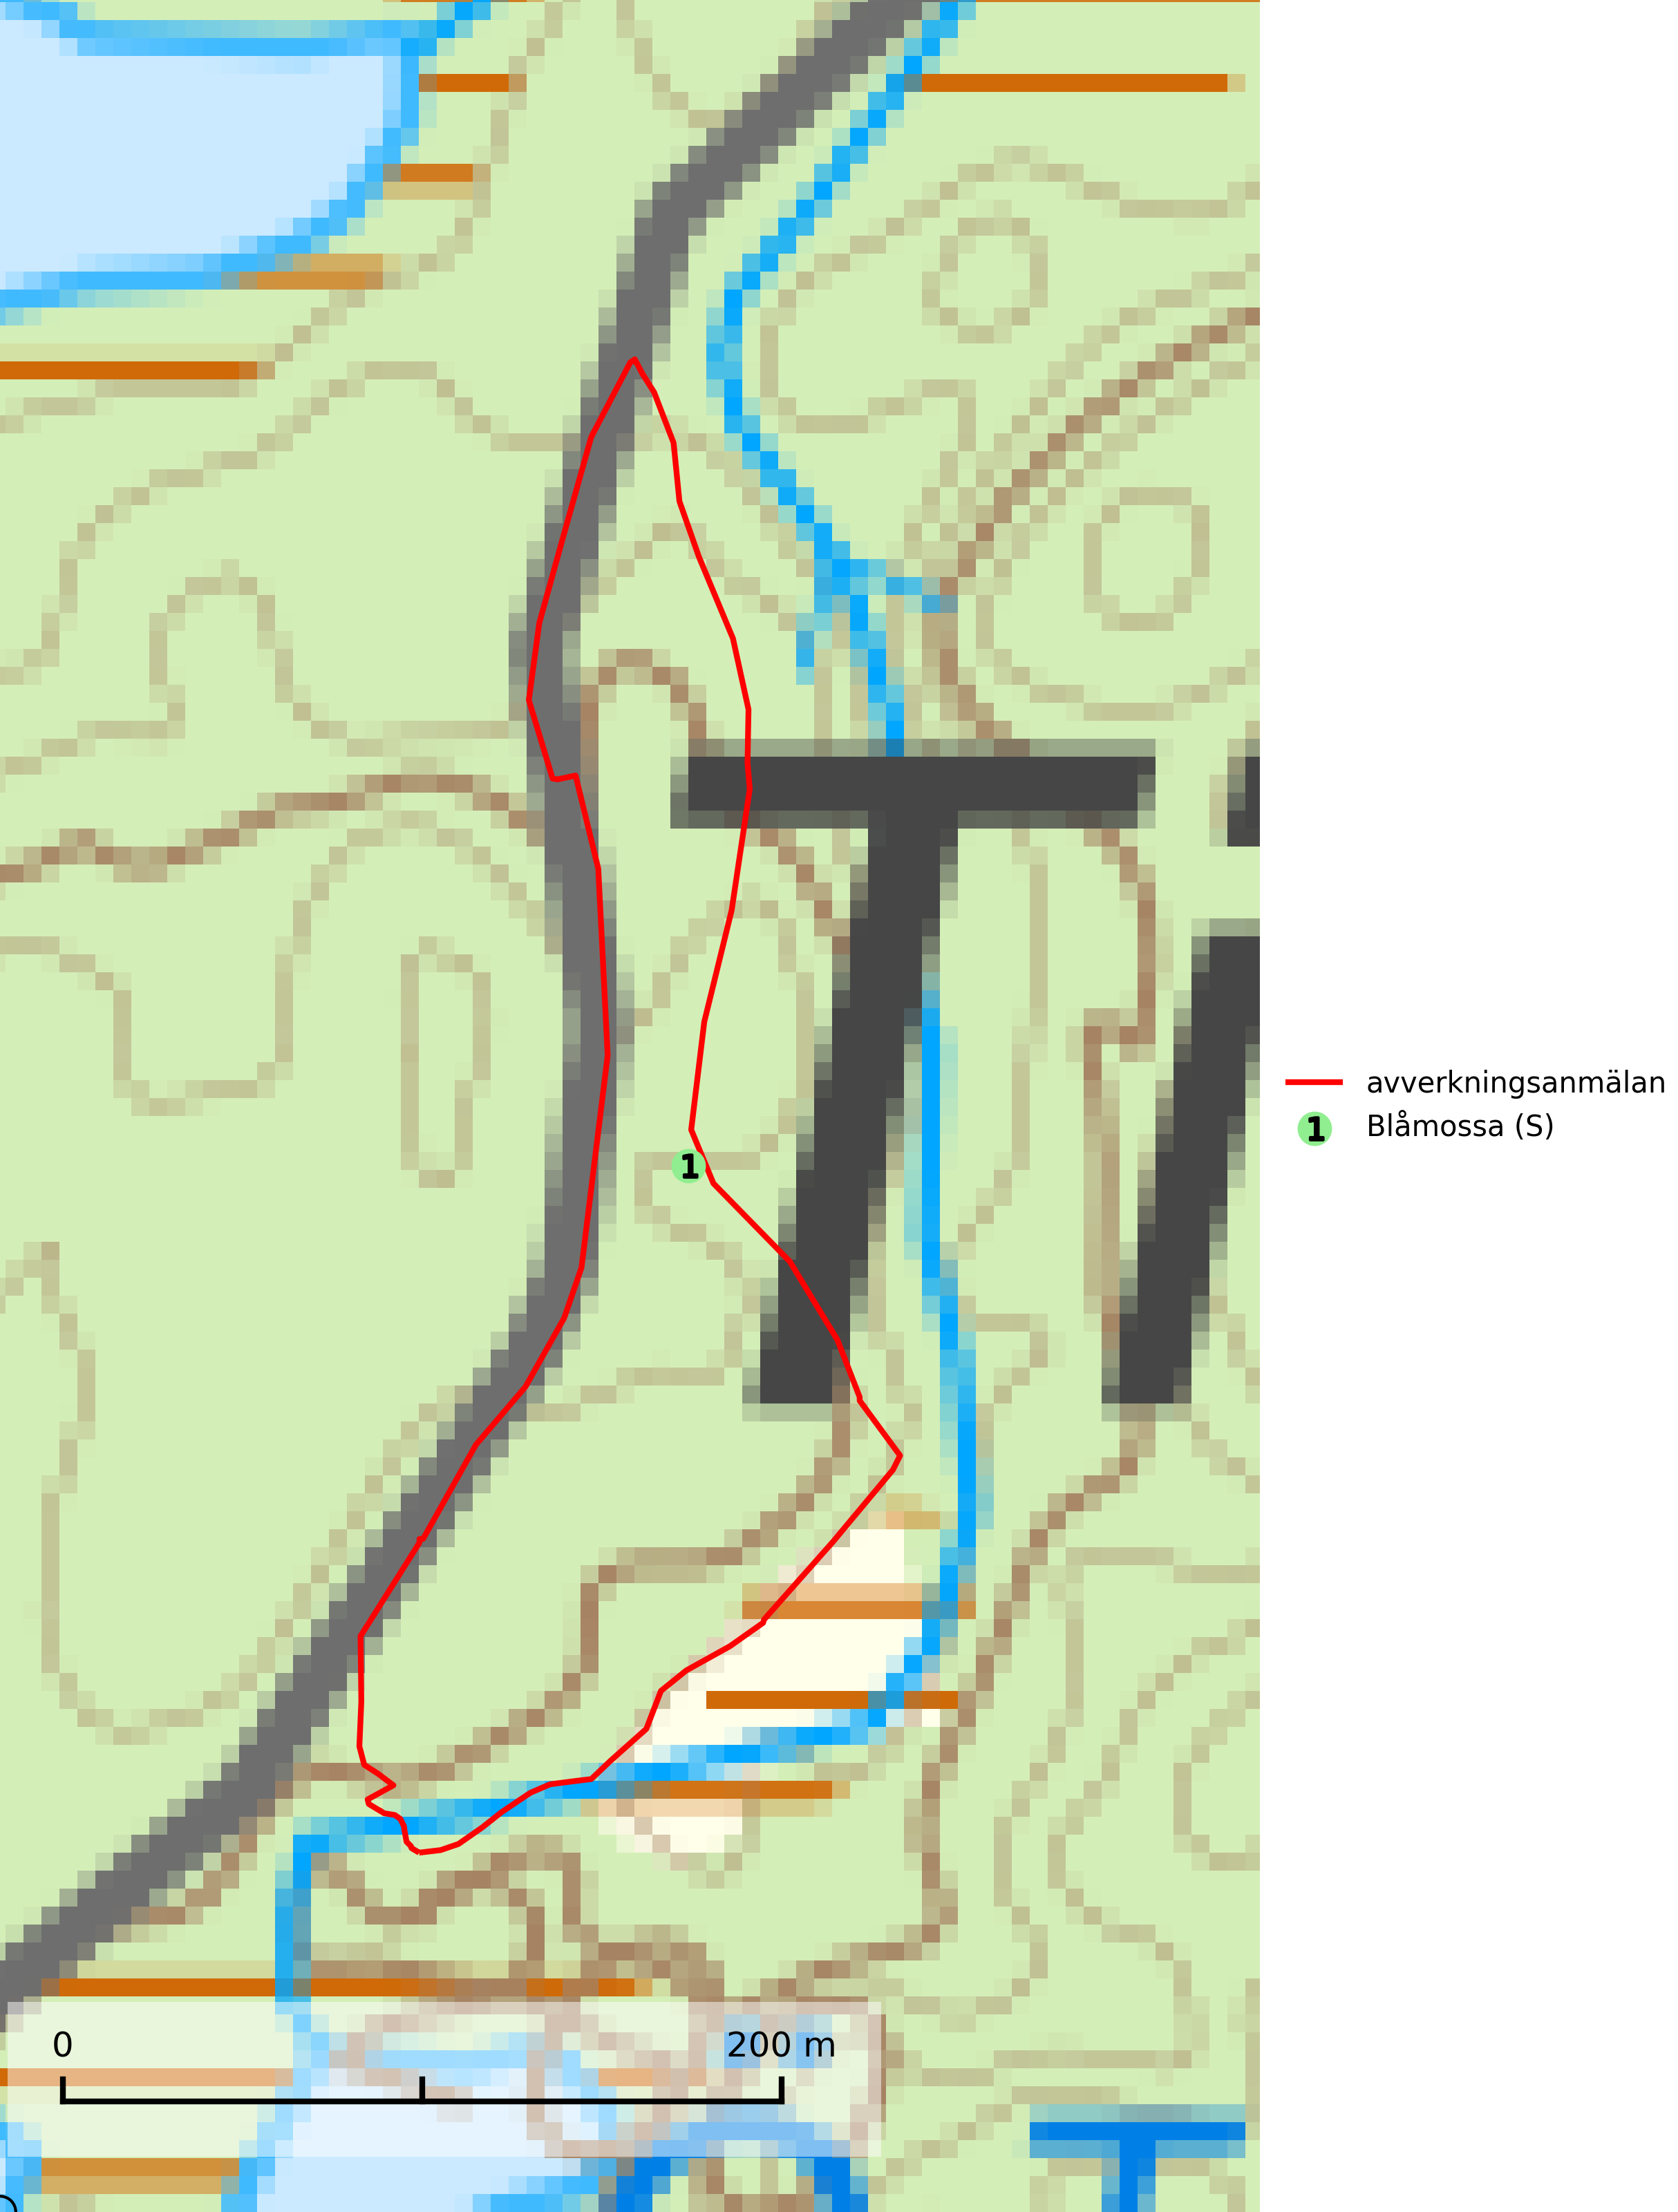 avverkningsanmälan
1 Blåmossa (S)
1
0 200 m